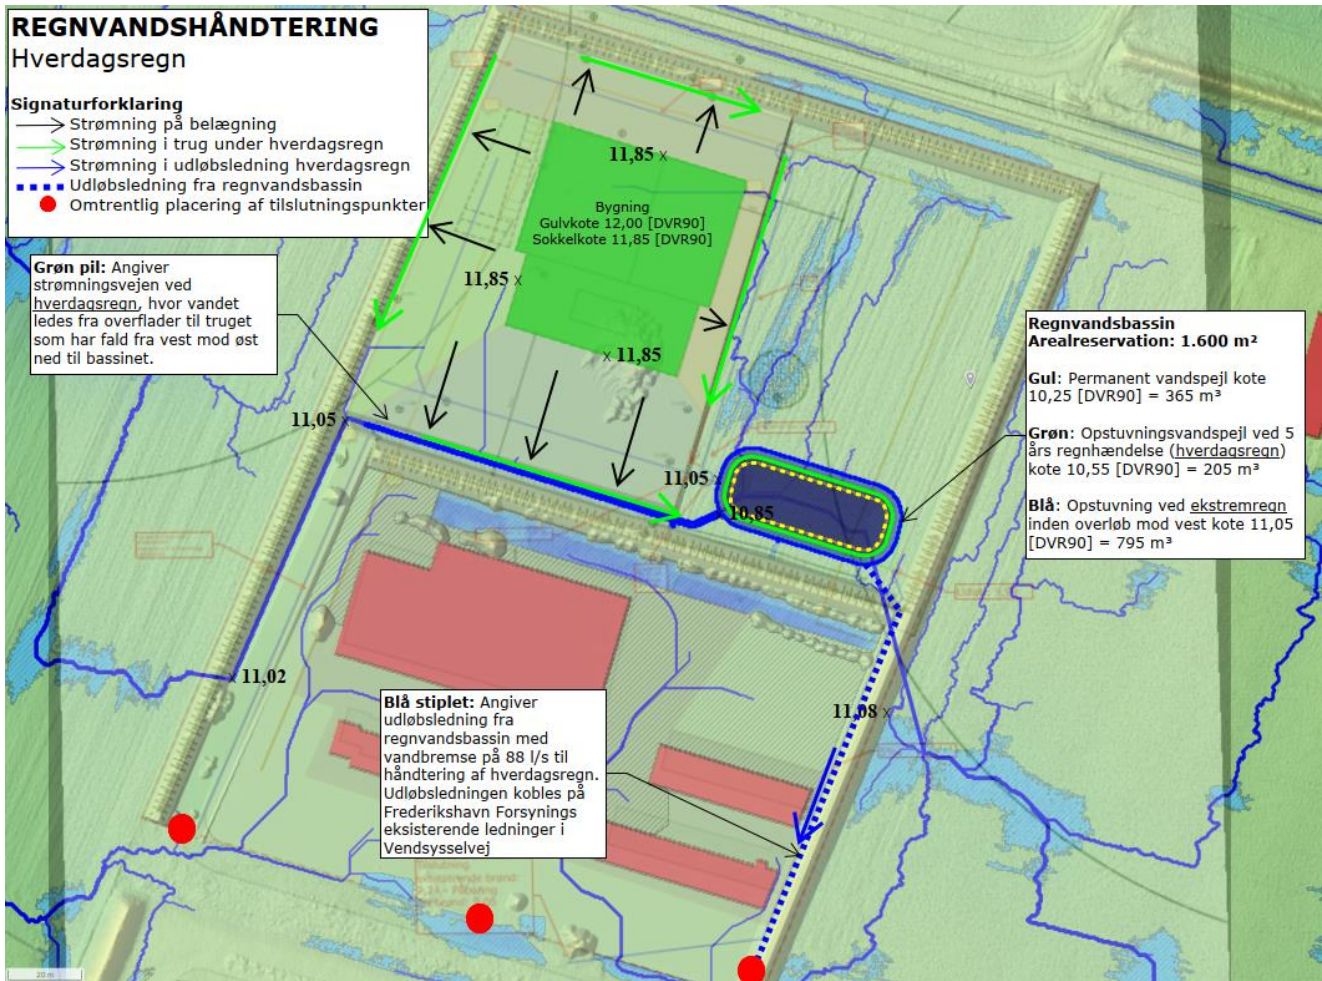 REGNVANDSHÅNDTERING
Hverdagsregn
Signaturforklaring
Strømning på belægning
Strømning i trug under hverdagsregn
Strømning i udløbsledning hverdagsregn
Udløbsledning fra regnvandsbassin
Omtrentlig placering af tilslutningspunkter
11,85 x
Bygning
Gulvkote 12,00 [DVR90]
Sokkelkote 11,85 [DVR90]
Grøn pil: Angiver
strømningsvejen ved
hverdagsregn, hvor vandet
ledes fra overflader til truget
som har fald fra vest mod øst
ned til bassinet.
11,85 x
x 11,85
Regnvandsbassin
Arealreservation: 1.600 m²
Gul: Permanent vandspejl kote
10,25 [DVR90] = 365 m³
Grøn: Opstuvningsvandspejl ved 5
års regnhændelse (hverdagsregn)
kote 10,55 [DVR90] = 205 m³
Blå: Opstuvning ved ekstremregn
inden overløb mod vest kote 11,05
[DVR90] = 795 m³
11,05 x
11,05 x
10,85
x 11,02
11,08 x
Blå stiplet: Angiver
udløbsledning fra
regnvandsbassin med
vandbremse på 88 l/s til
håndtering af hverdagsregn.
Udløbsledningen kobles på
Frederikshavn Forsynings
eksisterende ledninger i
Vendsysselvej
20 m